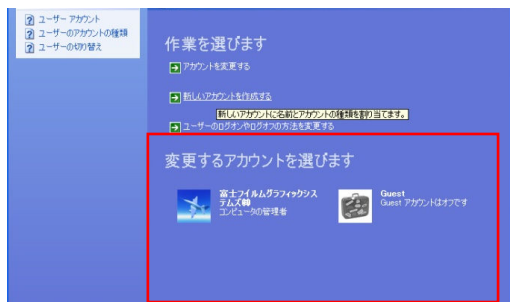 ユーザー アカウント
ユーザーのアカウントの種類
ユーザーの切り替え
作業を選びます
アカウントを変更する
新しいアカウントを作成する
新しいアカウントに名前とアカウントの種類を割り当てます。
ユーザーのログオンやログオフの方法を変更する
変更するアカウントを選びます
富士フイルムグラフィックシス
テムズ㈱
コンピュータの管理者
Guest
Guest アカウントはオフです